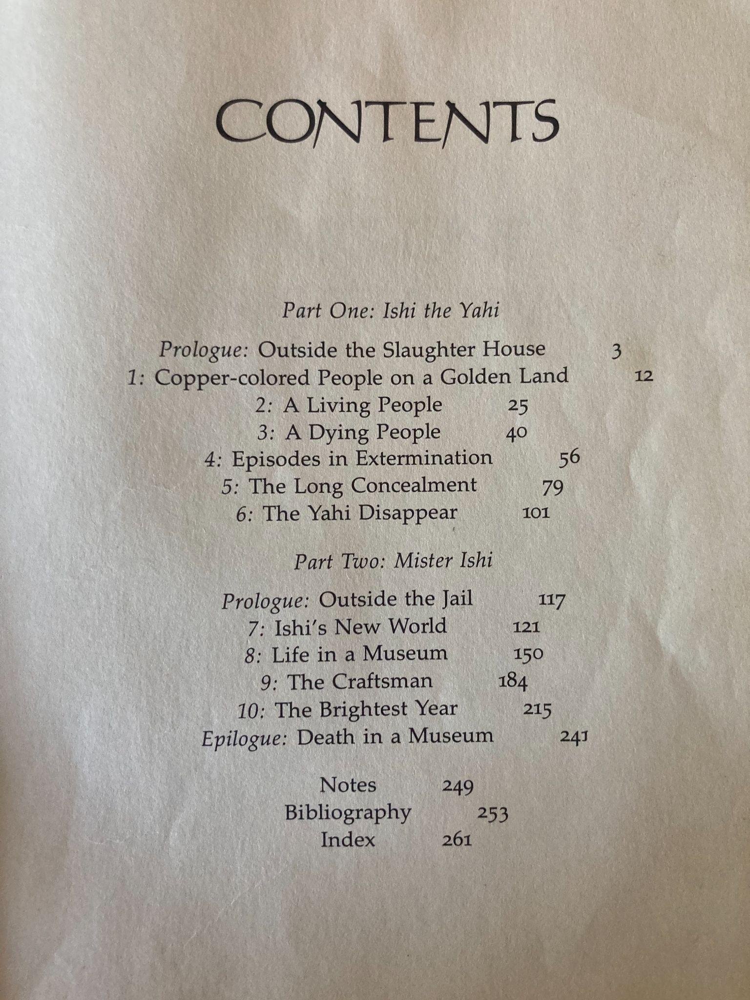 CONTENTS
Part One: Ishi the Yahi
Prologue: Outside the Slaughter House 3
1: Copper-colored People on a Golden Land 12
2: A Living People 25
3: A Dying People 40
4: Episodes in Extermination 56
5: The Long Concealment 79
6: The Yahi Disappear 101
Part Two: Mister Ishi
Prologue: Outside the Jail 117
7: Ishi's New World 121
8: Life in a Museum 150
9: The Craftsman 184
10: The Brightest Year 215
Epilogue: Death in a Museum 241
Notes 249
Bibliography 253
Index 261